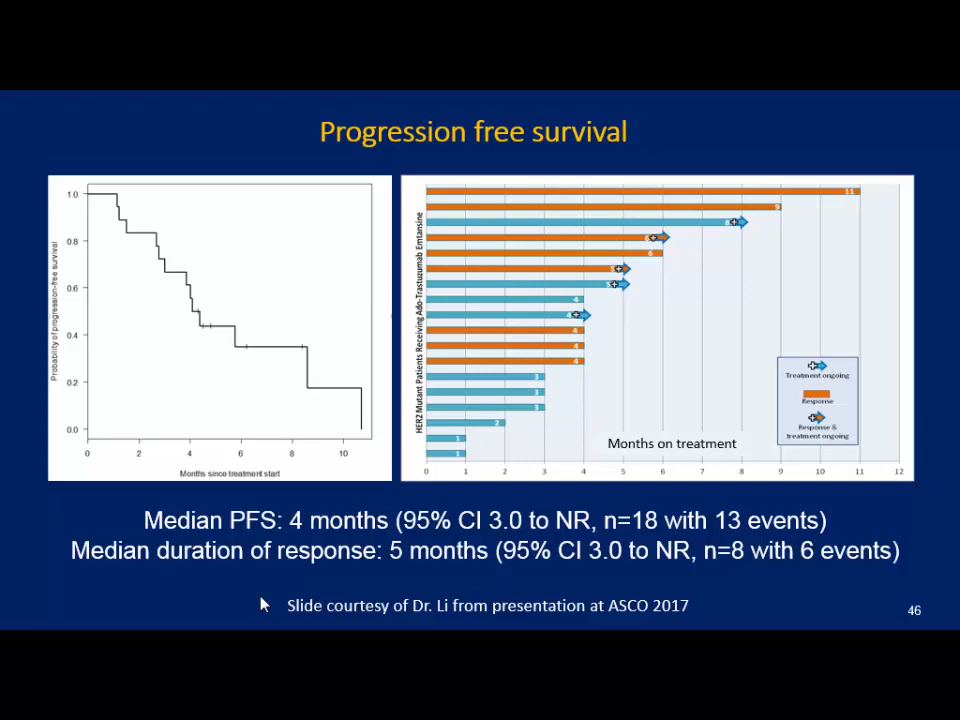 Progression free survival
1.0
0.8
0.6
0.4
0.2
0.0
Probability of progression-free survival
0 2 4 6 8 10
Months since treatment start
HER2 Mutant Patients Receiving Ado-Trastuzumab Emtansine
11
9
8
6
6
5
5
4
4
4
4
4
3
3
3
2
1
1
Treatment ongoing
Response
Response &
treatment ongoing
Months on treatment
0 1 2 3 4 5 6 7 8 9 10 11 12
Median PFS: 4 months (95% CI 3.0 to NR, n=18 with 13 events)
Median duration of response: 5 months (95% CI 3.0 to NR, n=8 with 6 events)
Slide courtesy of Dr. Li from presentation at ASCO 2017
46